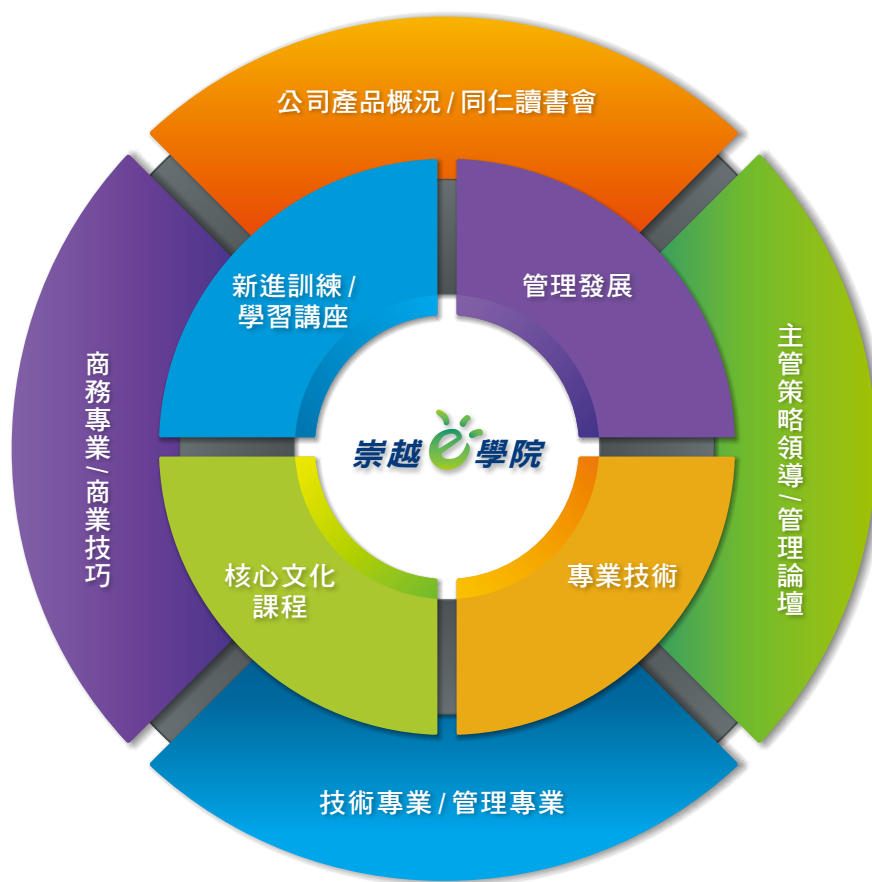 公司產品概況 / 同仁讀書會
新進訓練 /
學習講座
管理發展
商務專業/商業技巧
崇越e學院
主管策略領導/管理論壇
核心文化
課程
專業技術
技術專業 / 管理專業